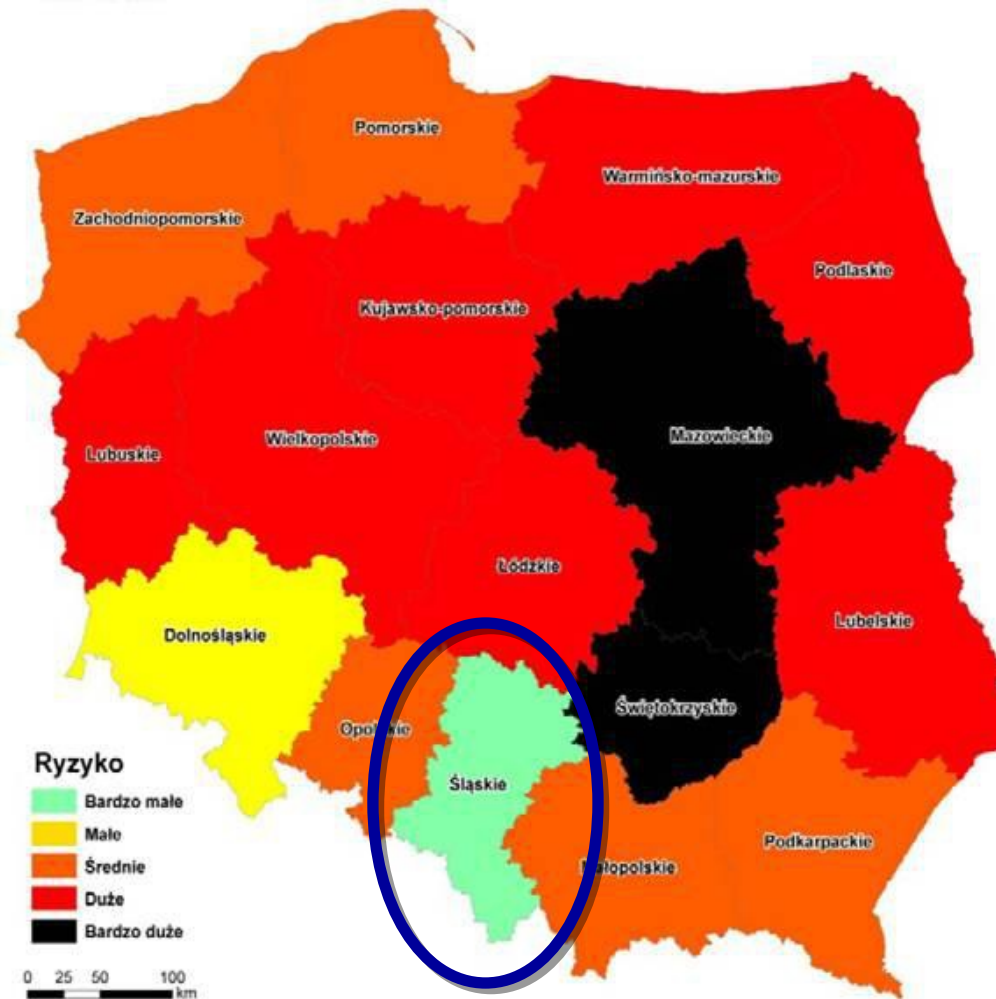 Pomorskie
Warmińsko-mazurskie
Zachodniopomorskie
Podlaskie
Kujawsko-pomorskie
Mazowieckie
Wielkopolskie
Lubuskie
Łódzkie
Lubelskie
Dolnośląskie
Świętokrzyskie
Opolskie
Śląskie
Podkarpackie
Małopolskie
Ryzyko
Bardzo małe
Małe
Średnie
Duże
Bardzo duże
0 25 50 100
km